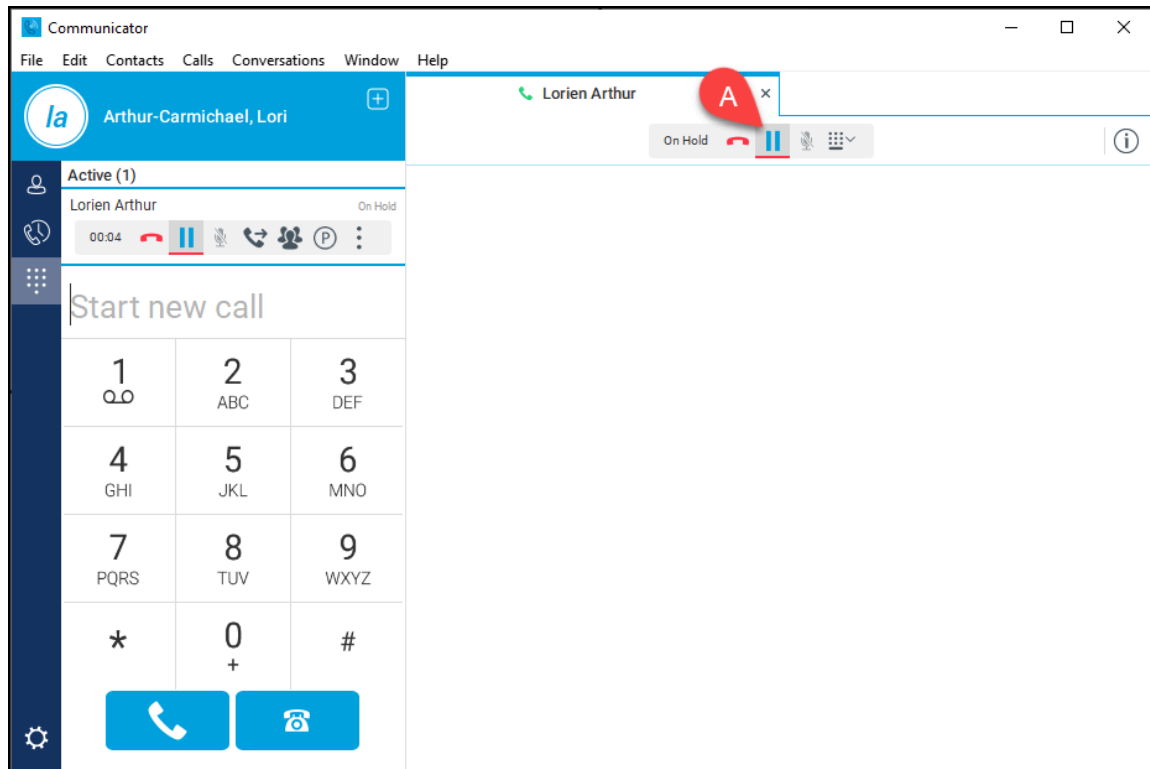 Communicator
File Edit Contacts Calls Conversations Window Help
la
Arthur-Carmichael, Lori
Lorien Arthur
A
On Hold
Active (1)
Lorien Arthur On Hold
00:04
P
Start new call
1 2 3
ABC DEF
4 5 6
GHI JKL MNO
7 8 9
PQRS TUV WXYZ
* 0 #
+